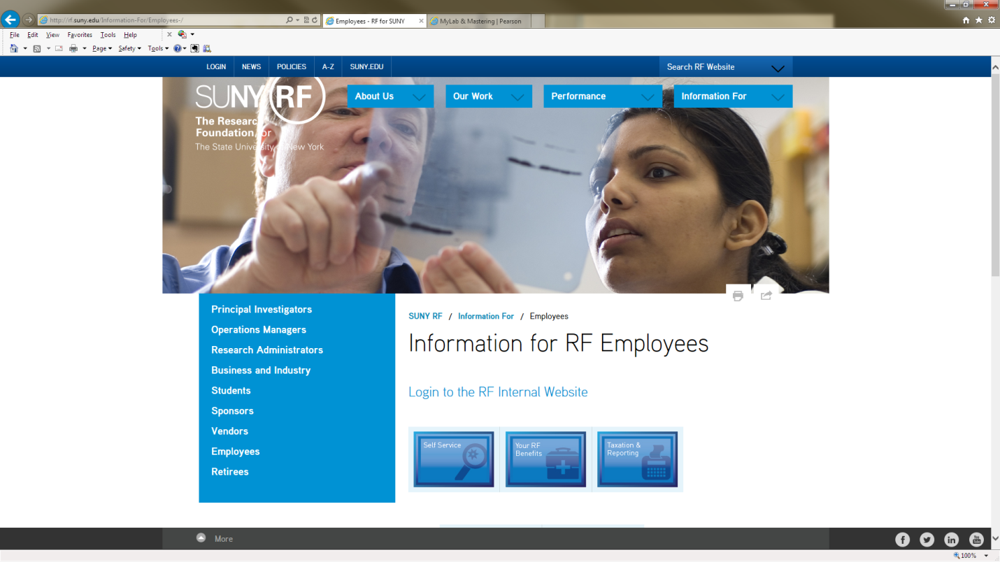 http://rf.suny.edu/Information-For/Employees-/
Employees - RF for SUNY
MyLab & Mastering | Pearson
File Edit View Favorites Tools Help
Page Safety Tools
LOGIN NEWS POLICIES A-Z SUNY.EDU
Search RF Website
SUNY RF
The Research
Foundation for
The State University of New York
About Us
Our Work
Performance
Information For
Principal Investigators
Operations Managers
Research Administrators
Business and Industry
Students
Sponsors
Vendors
Employees
Retirees
SUNY RF / Information For / Employees
Information for RF Employees
Login to the RF Internal Website
Self Service
Your RF
Benefits
Taxation &
Reporting
More
100%